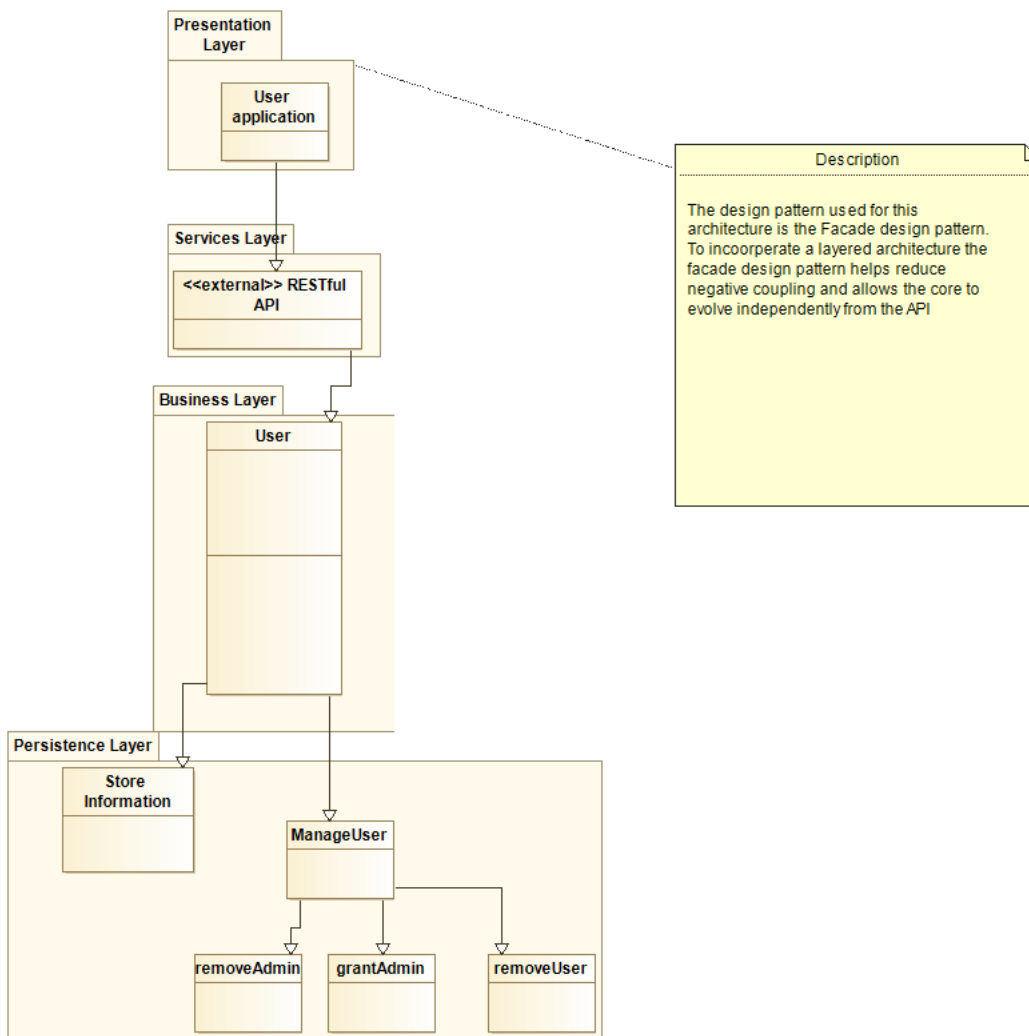 Presentation
Layer
User
application
Description
The design pattern used for this
architecture is the Facade design pattern.
To incoorperate a layered architecture the
facade design pattern helps reduce
negative coupling and allows the core to
evolve independently from the API
Services Layer
<<external>> RESTful
API
Business Layer
User
Persistence Layer
Store
Information
ManageUser
removeAdmin
grantAdmin
removeUser